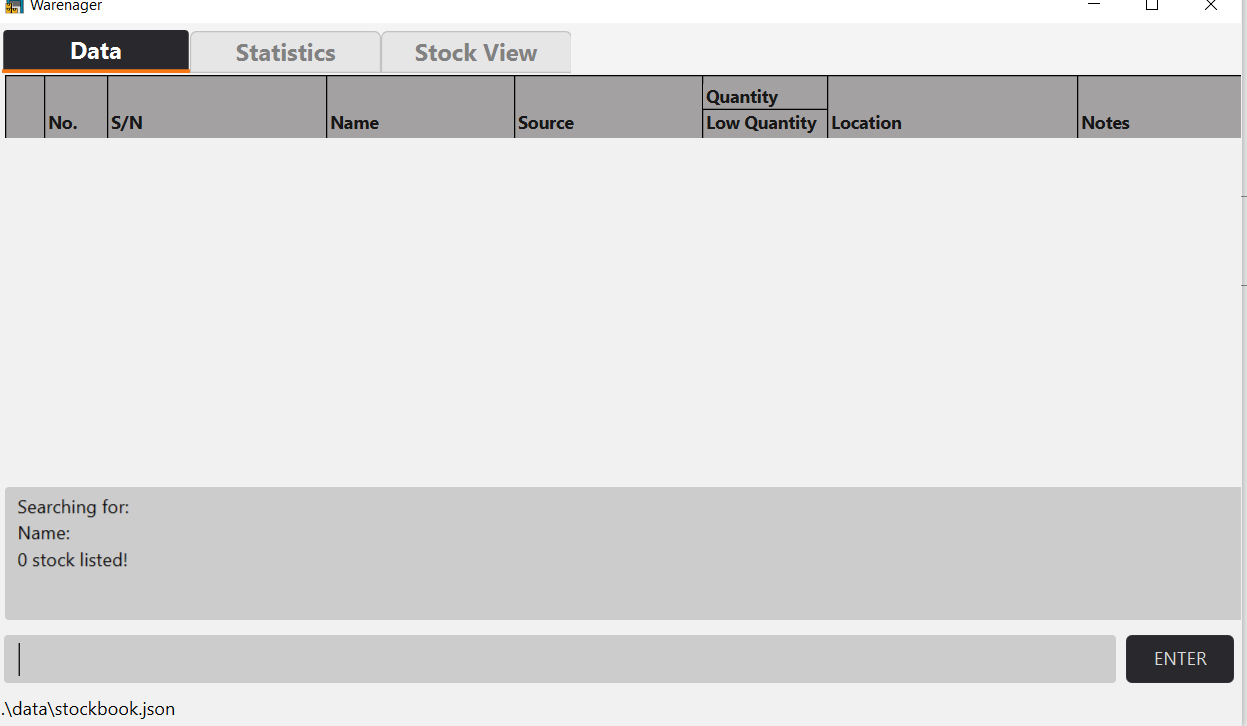 Warenager
Data Statistics Stock View
No. S/N Name Source Quantity Low Quantity Location Notes
Searching for:
Name:
0 stock listed!
ENTER
.\data\stockbook.json